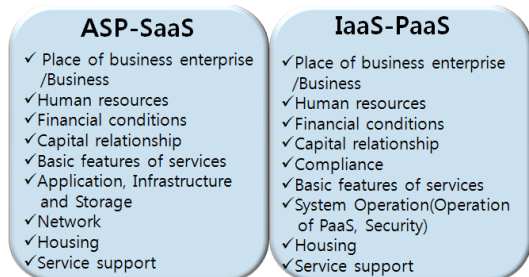 ASP-SaaS
✓ Place of business enterprise
/Business
✓Human resources
✓Financial conditions
✓Capital relationship
✓Basic features of services
✓Application, Infrastructure
and Storage
✓Network
✓Housing
✓Service support
IaaS-PaaS
✓Place of business enterprise
/Business
✓Human resources
✓Financial conditions
✓Capital relationship
✓Compliance
✓Basic features of services
✓System Operation(Operation
of PaaS, Security)
✓Housing
✓Service support